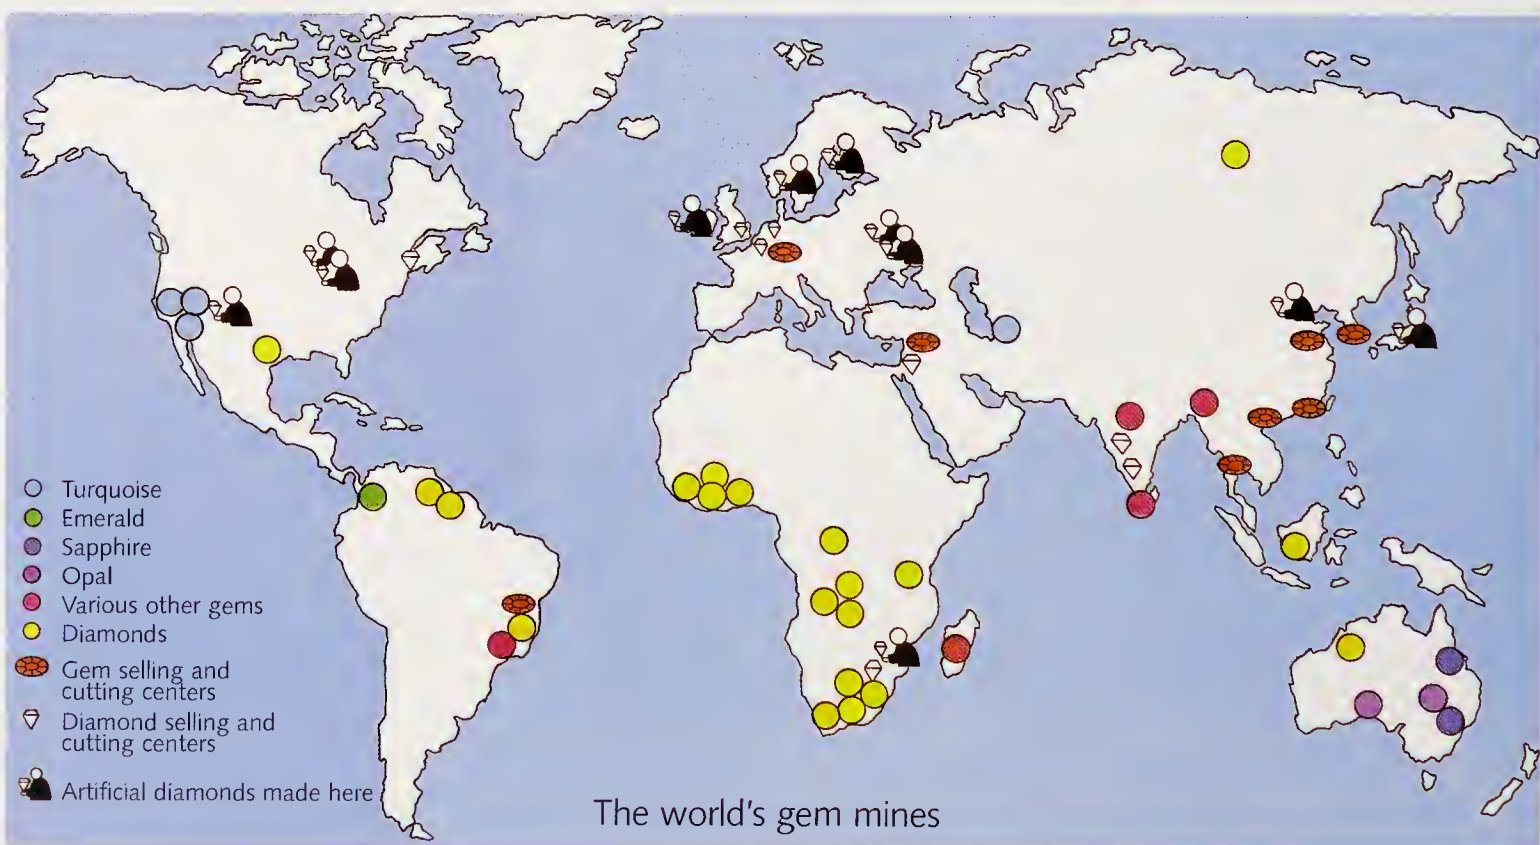 Turquoise
Emerald
Sapphire
Opal
Various other gems
Diamonds
Gem selling and
cutting centers
Diamond selling and
cutting centers
Artificial diamonds made here
The world's gem mines